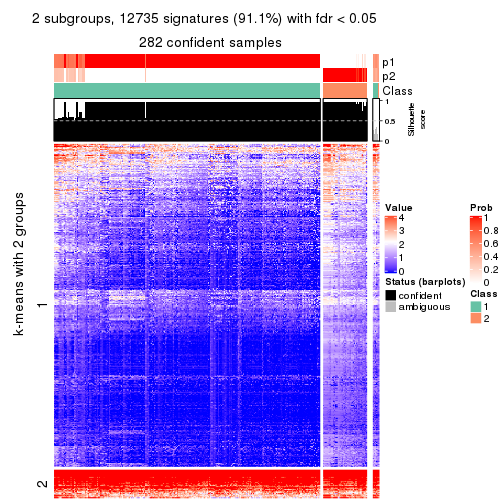 2 subgroups, 12735 signatures (91.1%) with fdr < 0.05
282 confident samples
p1
p2
Class
1
0.5
0
Silhouette
score
k-means with 2 groups
1
2
Value
4
3
2
1
0
Status (barplots)
confident
ambiguous
Prob
1
0.8
0.6
0.4
0.2
0
Class
1
2